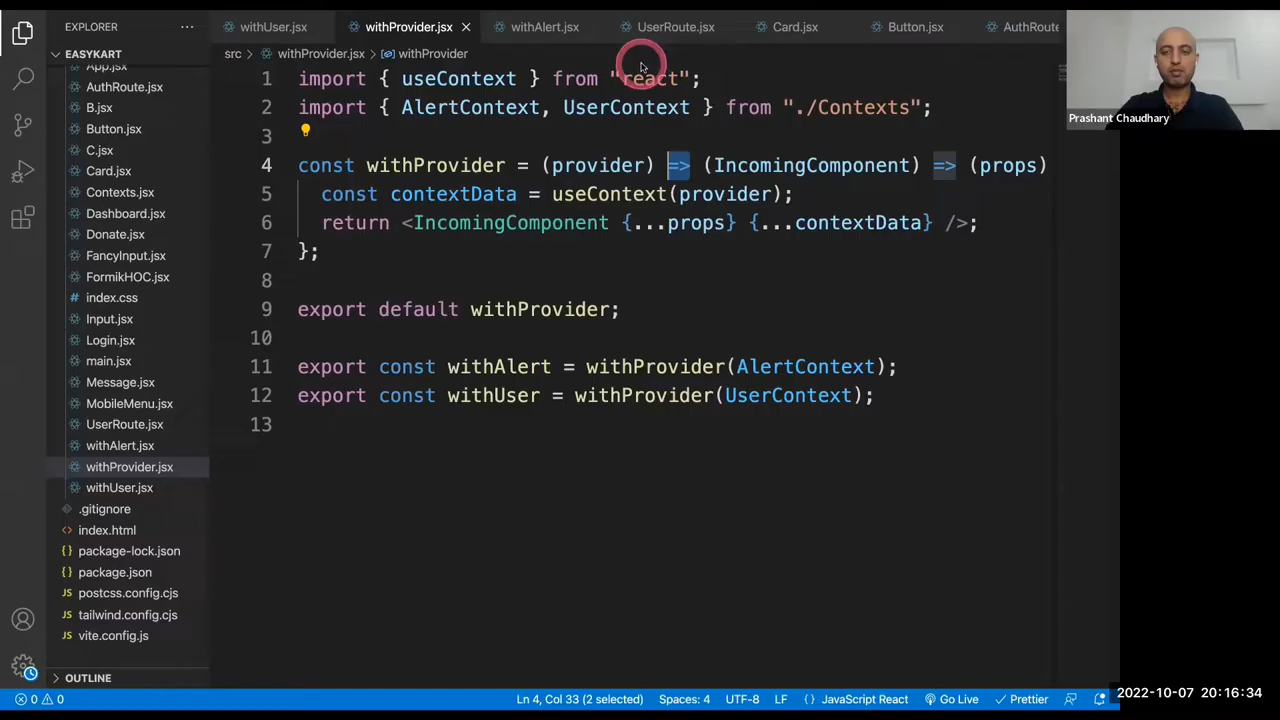 EXPLORER
withUser.jsx
withProvider.jsx
withAlert.jsx
UserRoute.jsx
Card.jsx
Button.jsx
AuthRoute
EASYKART
src > withProvider.jsx > withProvider
App.jsx
AuthRoute.jsx
B.jsx
Button.jsx
C.jsx
Card.jsx
Contexts.jsx
Dashboard.jsx
Donate.jsx
FancyInput.jsx
FormikHOC.jsx
index.css
Input.jsx
Login.jsx
main.jsx
Message.jsx
MobileMenu.jsx
UserRoute.jsx
withAlert.jsx
withProvider.jsx
withUser.jsx
.gitignore
index.html
package-lock.json
package.json
postcss.config.cjs
tailwind.config.cjs
vite.config.js
OUTLINE
1 import { useContext } from "react";
2 import { AlertContext, UserContext } from "./Contexts";
3
4 const withProvider = (provider) => (IncomingComponent) => (props)
5 const contextData = useContext(provider);
6 return <IncomingComponent {...props} {...contextData} />;
7 };
8
9 export default withProvider;
10
11 export const withAlert = withProvider(AlertContext);
12 export const withUser = withProvider(UserContext);
13
Prashant Chaudhary
0 0 Ln 4, Col 33 (2 selected) Spaces: 4 UTF-8 LF {} JavaScript React Go Live Prettier
2022-10-07 20:16:34